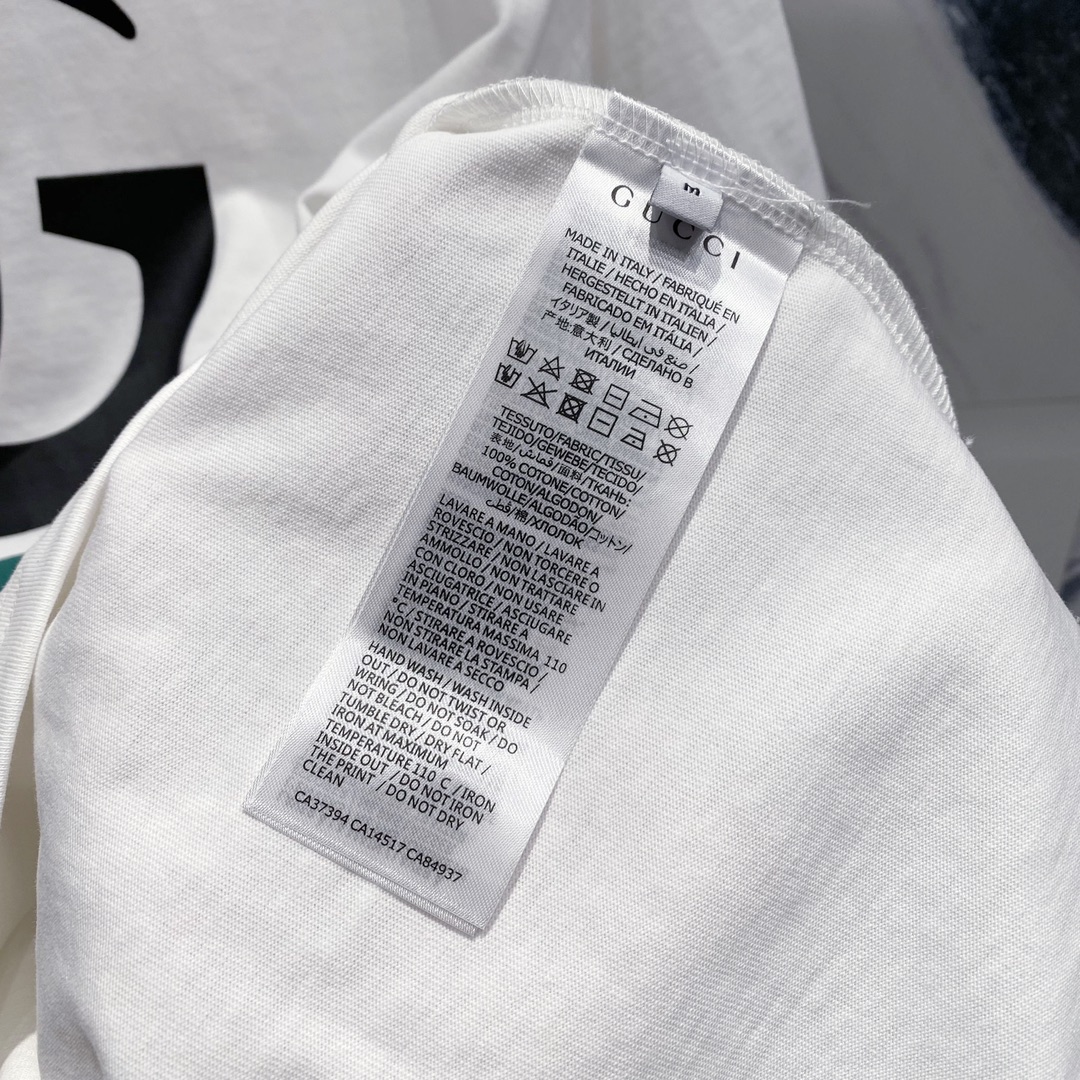 m
GUCCI
MADE IN ITALY / FABRIQUÉ EN
ITALIE / HECHO EN ITALIA /
HERGESTELLT IN ITALIEN /
FABRICADO EM ITÁLIA /
イタリア製 / صنع في ايطاليا /
产地:意大利 / СДЕЛАНО В
ИТАЛИИ
TESSUTO/FABRIC/TISSU/
TEJIDO/GEWEBE/TECIDO/
表地/قماش/面料/ТКАНЬ:
100% COTONE/COTTON/
COTON/ALGODON/
BAUMWOLLE/ALGODÃO/コットン/
قطن/棉/ХЛОПОК
LAVARE A MANO / LAVARE A
ROVESCIO / NON TORCERE O
STRIZZARE / NON LASCIARE IN
AMMOLLO / NON TRATTARE
CON CLORO / NON USARE
ASCIUGATRICE / ASCIUGARE
IN PIANO / STIRARE A
TEMPERATURA MASSIMA 110
°C / STIRARE A ROVESCIO /
NON STIRARE LA STAMPA /
NON LAVARE A SECCO
HAND WASH / WASH INSIDE
OUT / DO NOT TWIST OR
WRING / DO NOT SOAK / DO
NOT BLEACH / DO NOT
TUMBLE DRY / DRY FLAT /
IRON AT MAXIMUM
TEMPERATURE 110 C / IRON
INSIDE OUT / DO NOT IRON
THE PRINT / DO NOT DRY
CLEAN
CA37394 CA14517 CA84937